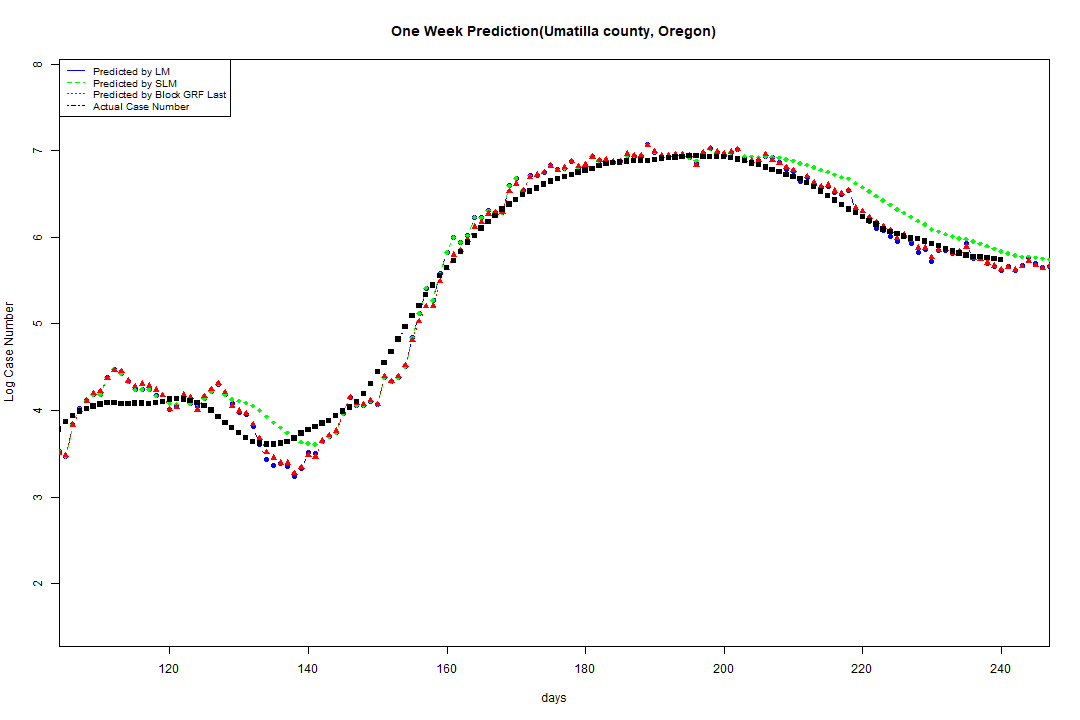 One Week Prediction(Umatilla county, Oregon)
Predicted by LM
Predicted by SLM
Predicted by Block GRF Last
Actual Case Number
8
7
6
5
4
3
2
Log Case Number
120 140 160 180 200 220 240
days